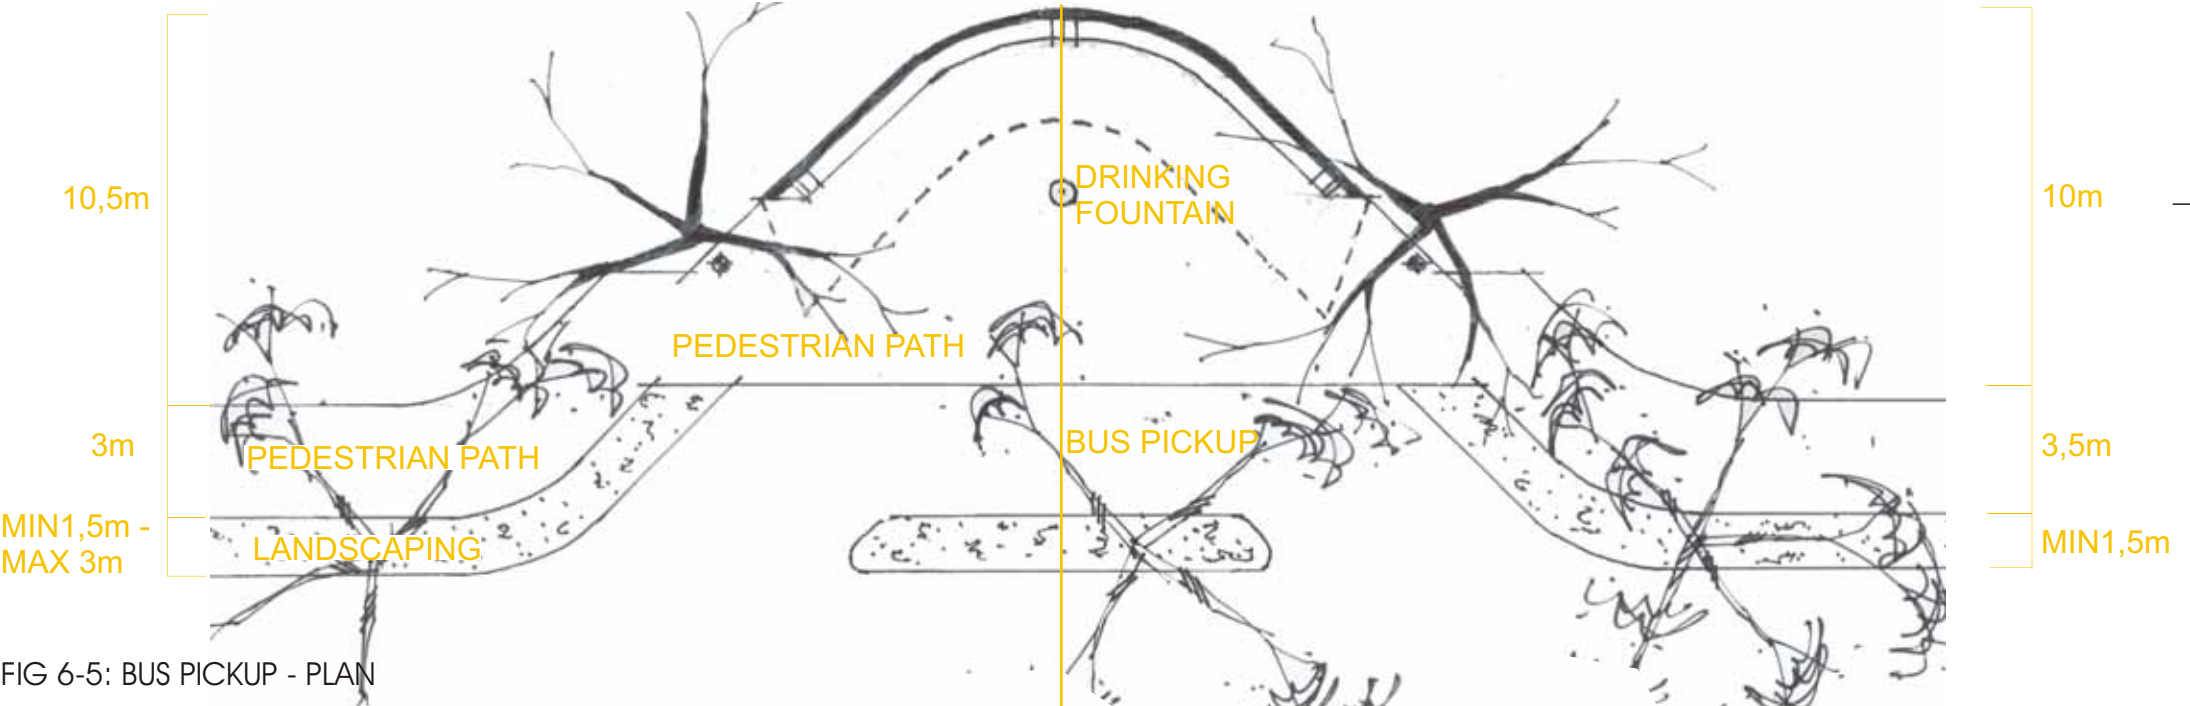 10,5m
DRINKING
FOUNTAIN
10m
PEDESTRIAN PATH
3m
PEDESTRIAN PATH
BUS PICKUP
3,5m
MIN1,5m -
MAX 3m
LANDSCAPING
MIN1,5m
FIG 6-5: BUS PICKUP - PLAN